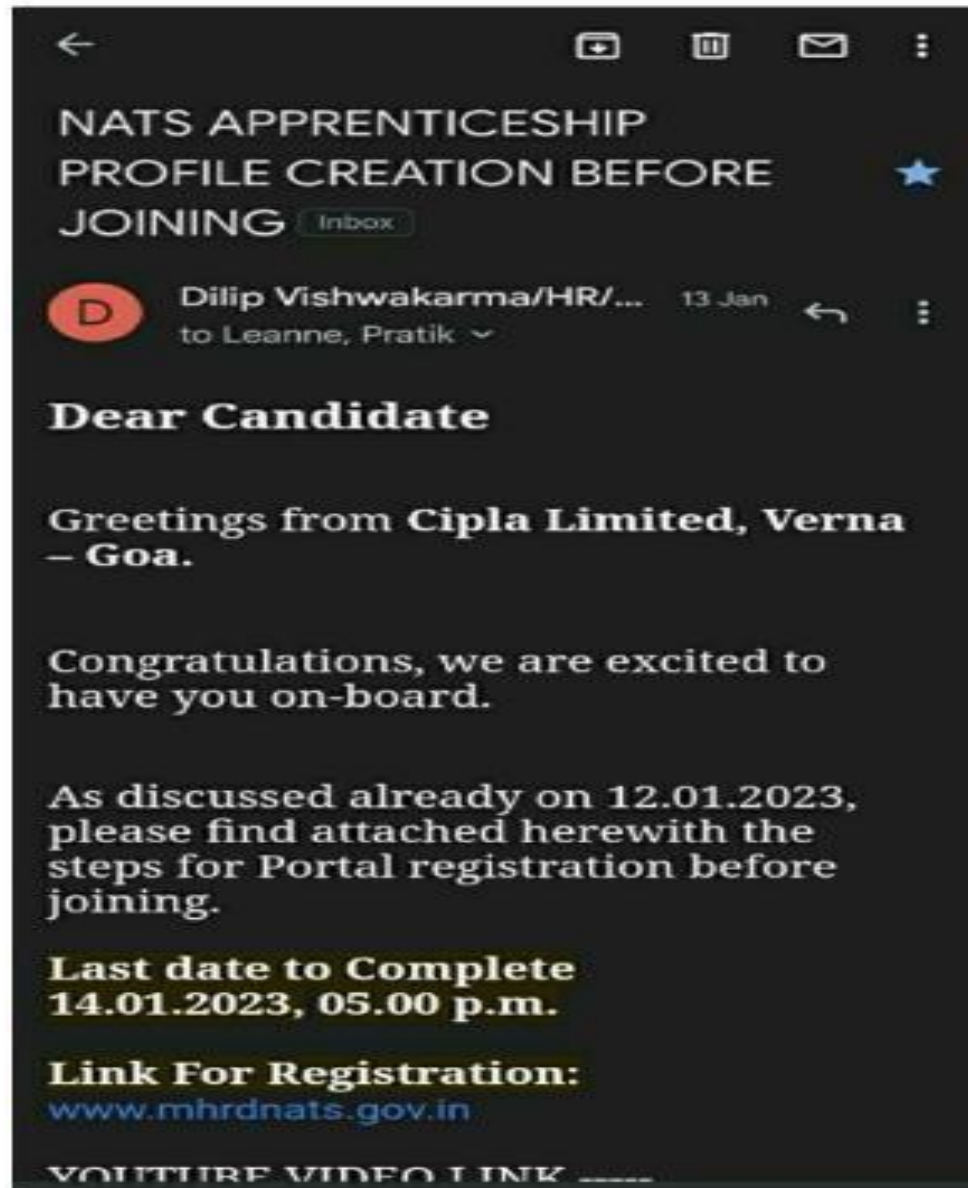 NATS APPRENTICESHIP
PROFILE CREATION BEFORE
JOINING Inbox
D
Dilip Vishwakarma/HR/... 13 Jan
to Leanne, Pratik
Dear Candidate
Greetings from Cipla Limited, Verna
– Goa.
Congratulations, we are excited to
have you on-board.
As discussed already on 12.01.2023,
please find attached herewith the
steps for Portal registration before
joining.
Last date to Complete
14.01.2023, 05.00 p.m.
Link For Registration:
www.mhrdnats.gov.in
YOUTUBE VIDEO LINK -----